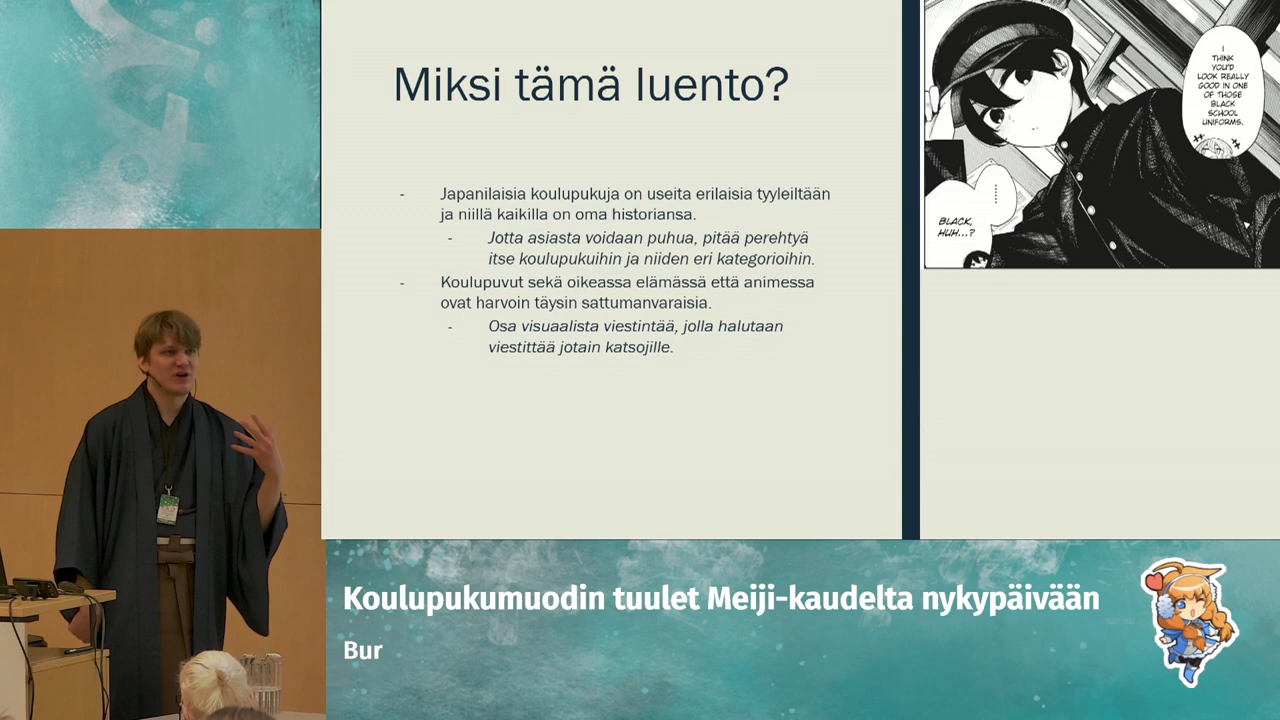 Miksi tämä luento?
- Japanilaisia koulupukuja on useita erilaisia tyyleiltään
ja niillä kaikilla on oma historiansa.
- Jotta asiasta voidaan puhua, pitää perehtyä
itse koulupukuihin ja niiden eri kategorioihin.
- Koulupuvut sekä oikeassa elämässä että animessa
ovat harvoin täysin sattumanvaraisia.
- Osa visuaalista viestintää, jolla halutaan
viestittää jotain katsojille.
I
THINK
YOU'D
LOOK REALLY
GOOD IN ONE
OF THOSE
BLACK
SCHOOL
UNIFORMS.
BLACK,
HUH...?
Koulupukumuodin tuulet Meiji-kaudelta nykypäivään
Bur